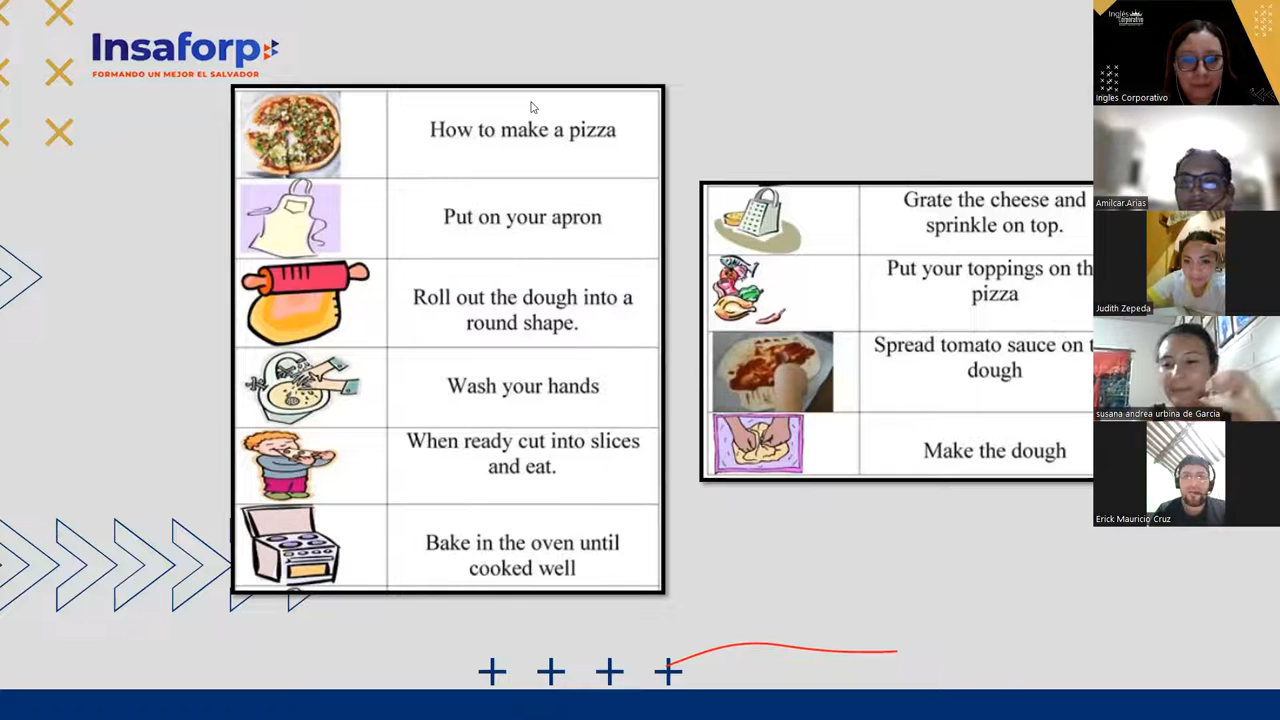 Insaforp
FORMANDO UN MEJOR EL SALVADOR
How to make a pizza
Put on your apron
Roll out the dough into a
round shape.
Wash your hands
When ready cut into slices
and eat.
Bake in the oven until
cooked well
Grate the cheese and
sprinkle on top.
Put your toppings on th
pizza
Spread tomato sauce on t
dough
Make the dough
Inglés
Corporativo
Ingles Corporativo
Amilcar.Arias
Judith Zepeda
susana andrea urbina de Garcia
Erick Mauricio Cruz